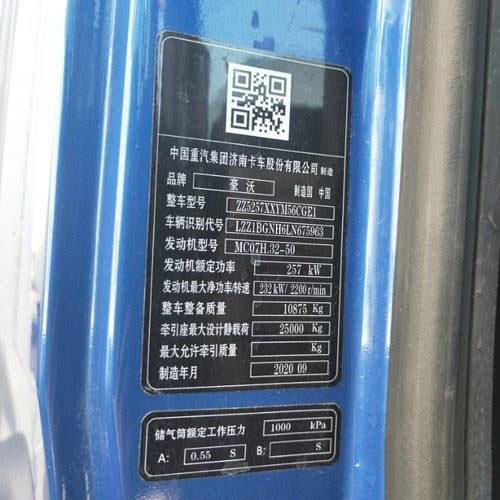 中国重汽集团济南卡车股份有限公司 制造
品牌 豪沃 制造国 中国
整车型号 ZZ5257XXYM56CGE1
车辆识别代号 LZZ1BGNH6LN675963
发动机型号 MC07H.32-50
发动机额定功率 257 kW
发动机最大净功率/转速 232 kW/ 2200 r/min
整车整备质量 10875 Kg
牵引座最大设计静载荷 25000 Kg
最大允许牵引质量 Kg
制造年月 2020 09
储气筒额定工作压力 1000 kPa
A: 0.55 S B: S